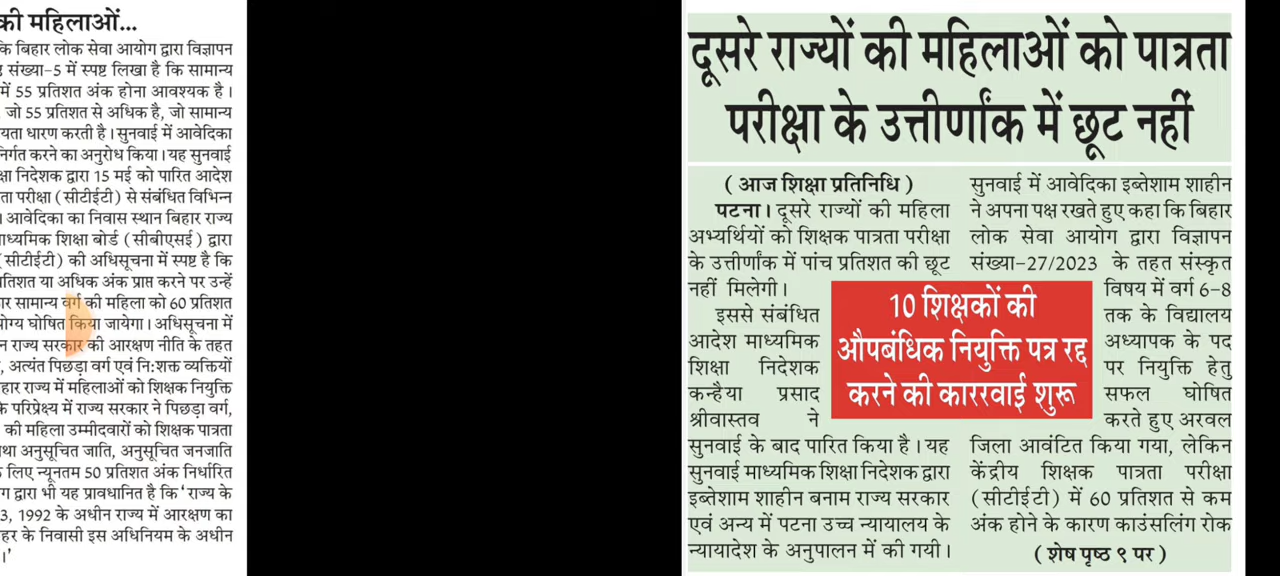 की महिलाओं...
कि बिहार लोक सेवा आयोग द्वारा विज्ञापन
संख्या-5 में स्पष्ट लिखा है कि सामान्य
में 55 प्रतिशत अंक होना आवश्यक है।
जो 55 प्रतिशत से अधिक है, जो सामान्य
यता धारण करती है। सुनवाई में आवेदिका
निर्गत करने का अनुरोध किया। यह सुनवाई
क्षा निदेशक द्वारा 15 मई को पारित आदेश
ता परीक्षा (सीटीईटी) से संबंधित विभिन्न
। आवेदिका का निवास स्थान बिहार राज्य
ाध्यमिक शिक्षा बोर्ड (सीबीएसई) द्वारा
(सीटीईटी) की अधिसूचना में स्पष्ट है कि
तिशत या अधिक अंक प्राप्त करने पर उन्हें
ार सामान्य वर्ग की महिला को 60 प्रतिशत
योग्य घोषित किया जायेगा। अधिसूचना में
न राज्य सरकार की आरक्षण नीति के तहत
, अत्यंत पिछड़ा वर्ग एवं नि:शक्त व्यक्तियों
हार राज्य में महिलाओं को शिक्षक नियुक्ति
के परिप्रेक्ष्य में राज्य सरकार ने पिछड़ा वर्ग,
की महिला उम्मीदवारों को शिक्षक पात्रता
था अनुसूचित जाति, अनुसूचित जनजाति
लिए न्यूनतम 50 प्रतिशत अंक निर्धारित
ग द्वारा भी यह प्रावधानित है कि 'राज्य के
3, 1992 के अधीन राज्य में आरक्षण का
हर के निवासी इस अधिनियम के अधीन
।'
दूसरे राज्यों की महिलाओं को पात्रता
परीक्षा के उत्तीर्णांक में छूट नहीं
( आज शिक्षा प्रतिनिधि )
पटना। दूसरे राज्यों की महिला
अभ्यर्थियों को शिक्षक पात्रता परीक्षा
के उत्तीर्णांक में पांच प्रतिशत की छूट
नहीं मिलेगी।
इससे संबंधित
आदेश माध्यमिक
शिक्षा निदेशक
कन्हैया प्रसाद
श्रीवास्तव ने
सुनवाई के बाद पारित किया है। यह
सुनवाई माध्यमिक शिक्षा निदेशक द्वारा
इब्तेशाम शाहीन बनाम राज्य सरकार
एवं अन्य में पटना उच्च न्यायालय के
न्यायादेश के अनुपालन में की गयी।
10 शिक्षकों की
औपबंधिक नियुक्ति पत्र रद्द
करने की काररवाई शुरू
सुनवाई में आवेदिका इब्तेशाम शाहीन
ने अपना पक्ष रखते हुए कहा कि बिहार
लोक सेवा आयोग द्वारा विज्ञापन
संख्या-27/2023 के तहत संस्कृत
विषय में वर्ग 6-8
तक के विद्यालय
अध्यापक के पद
पर नियुक्ति हेतु
सफल घोषित
करते हुए अरवल
जिला आवंटित किया गया, लेकिन
केंद्रीय शिक्षक पात्रता परीक्षा
(सीटीईटी) में 60 प्रतिशत से कम
अंक होने के कारण काउंसलिंग रोक
( शेष पृष्ठ ९ पर )